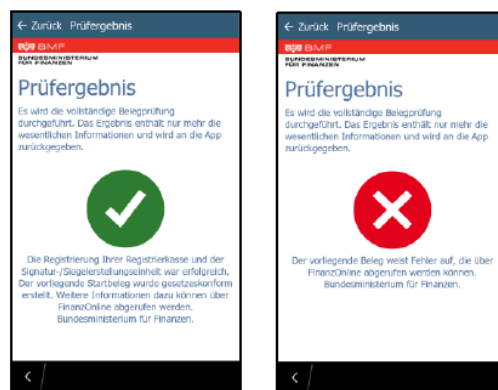 ← Zurück Prüfergebnis
BMF
BUNDESMINISTERIUM
FÜR FINANZEN
Prüfergebnis
Es wird die vollständige Belegprüfung
durchgeführt. Das Ergebnis enthält nur mehr die
wesentlichen Informationen und wird an die App
zurückgegeben.
Die Registrierung Ihrer Registrierkasse und der
Signatur-/Siegelerstellungseinheit war erfolgreich.
Der vorliegende Startbeleg wurde gesetzeskonform
erstellt. Weitere Informationen dazu können über
FinanzOnline abgerufen werden.
Bundesministerium für Finanzen.
← Zurück Prüfergebnis
BMF
BUNDESMINISTERIUM
FÜR FINANZEN
Prüfergebnis
Es wird die vollständige Belegprüfung
durchgeführt. Das Ergebnis enthält nur mehr die
wesentlichen Informationen und wird an die App
zurückgegeben.
Der vorliegende Beleg weist Fehler auf, die über
FinanzOnline abgerufen werden können.
Bundesministerium für Finanzen.